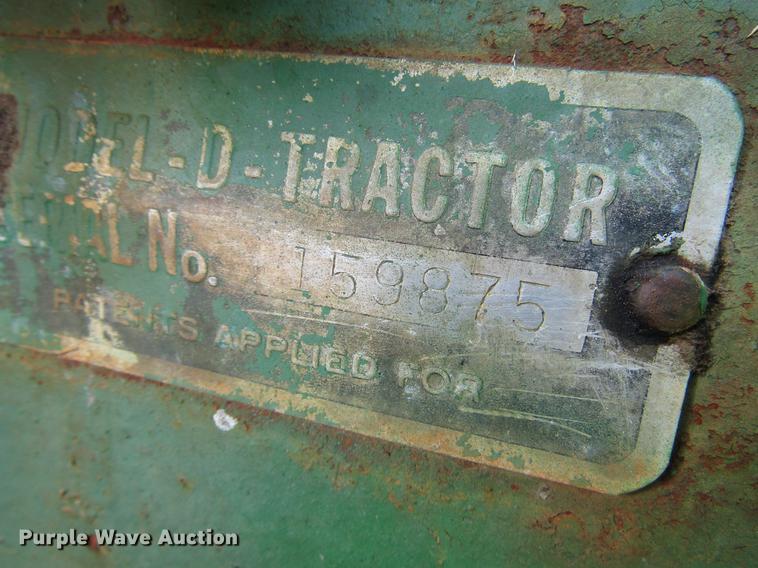 MODEL-D-TRACTOR
SERIAL No. 159875
PATENTS APPLIED FOR
Purple Wave Auction